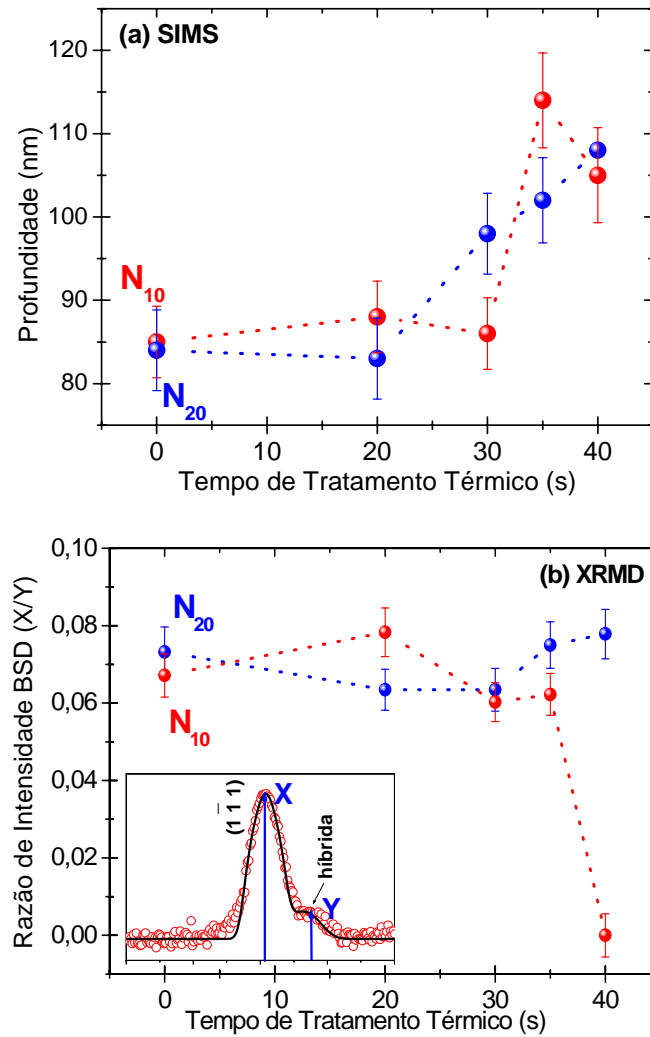 (a) SIMS
Profundidade (nm)
120
110
100
90
80
N10
N20
0 10 20 30 40
Tempo de Tratamento Térmico (s)
(b) XRMD
Razão de Intensidade BSD (X/Y)
0,10
0,08
0,06
0,04
0,02
0,00
N20
N10
(1̅ 1 1)
X
híbrida
Y
0 10 20 30 40
Tempo de Tratamento Térmico (s)